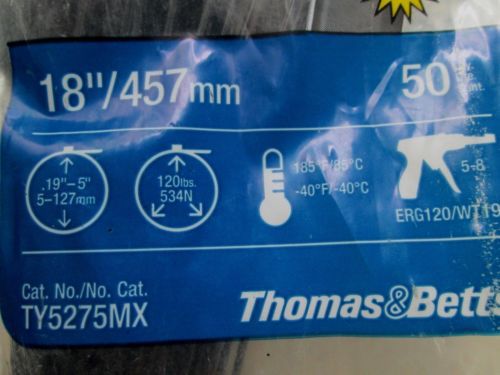 18"/457mm
50
.19"–5"
5–127mm
120lbs.
534N
185°F/85°C
-40°F/-40°C
5-8
ERG120/WT19
Cat. No./No. Cat.
TY5275MX
Thomas&Bett